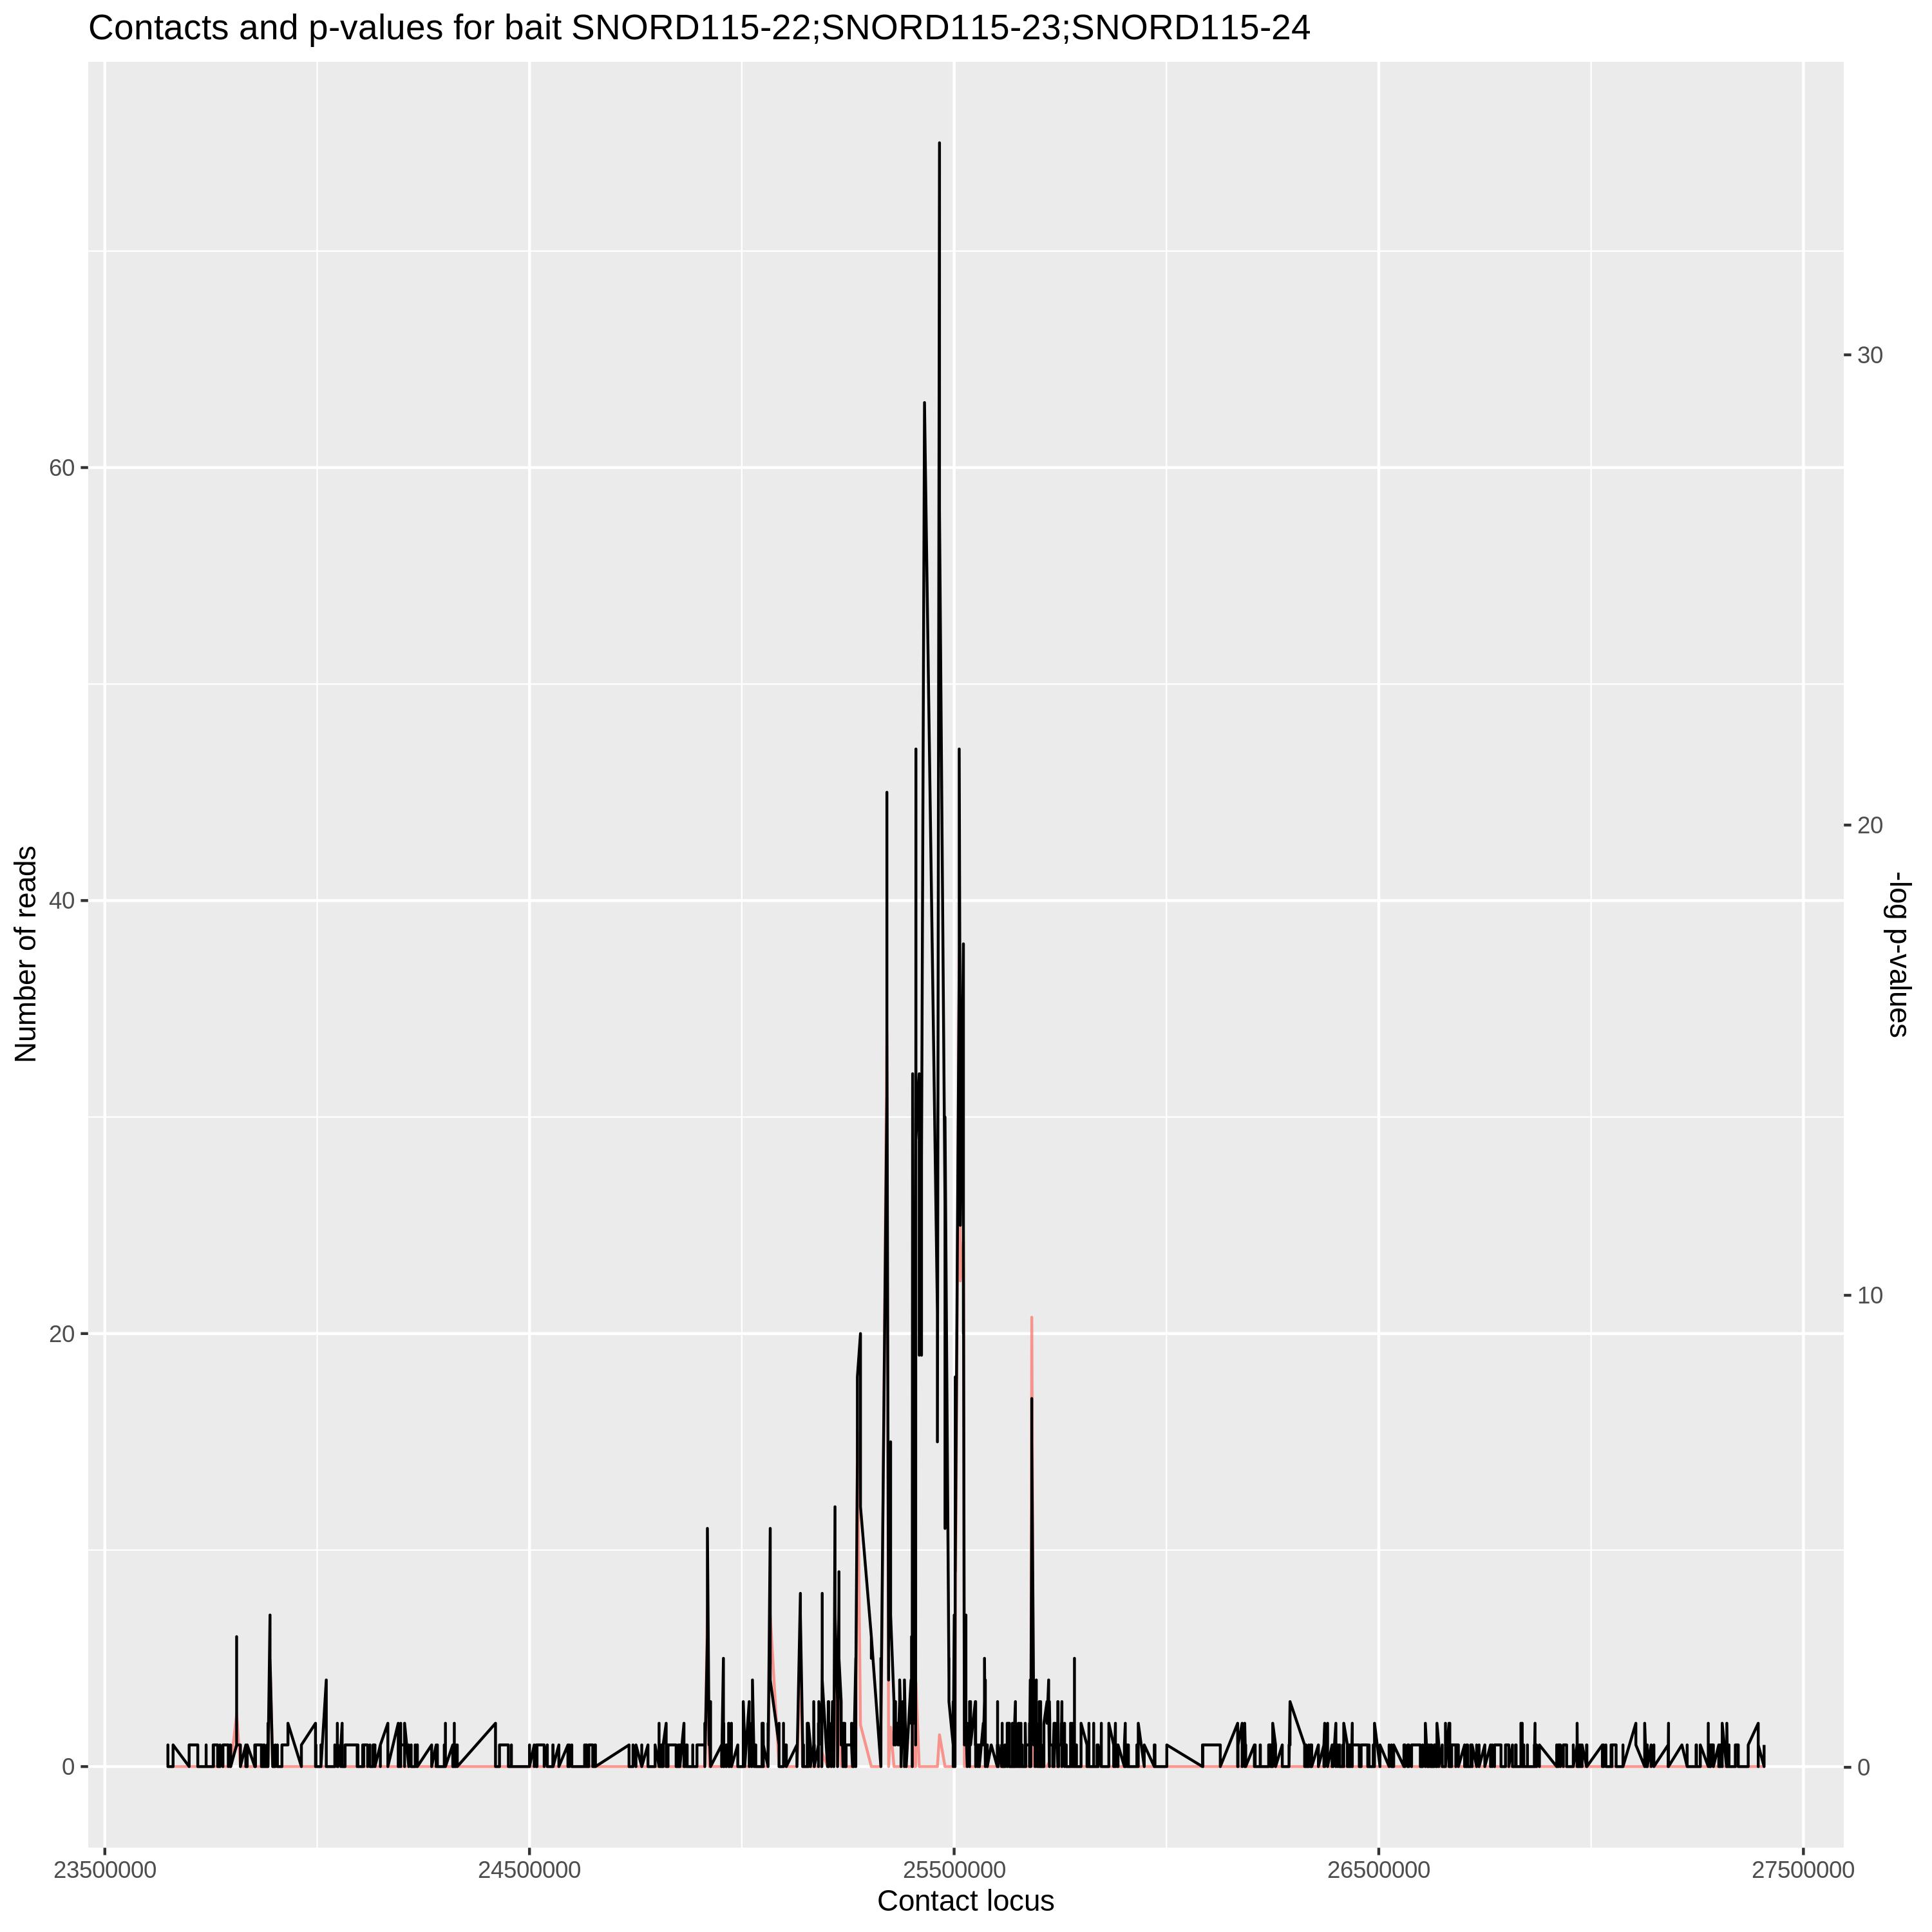 Contacts and p-values for bait SNORD115-22;SNORD115-23;SNORD115-24
Number of reads
60
40
20
0
30
20
10
0
-log p-values
23500000 24500000 25500000 26500000 27500000
Contact locus